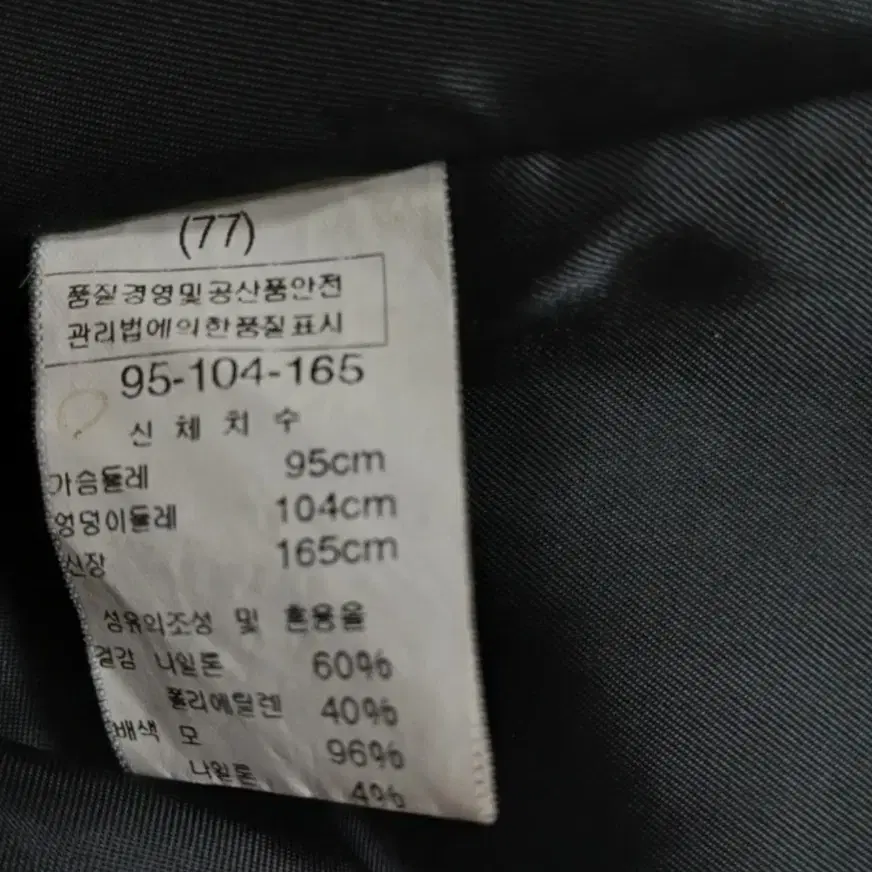 (77)
품질경영및공산품안전
관리법에의한품질표시
95-104-165
신체치수
가슴둘레 95cm
엉덩이둘레 104cm
신장 165cm
섬유의조성 및 혼용율
겉감 나일론 60%
폴리에틸렌 40%
배색 모 96%
나일론 4%